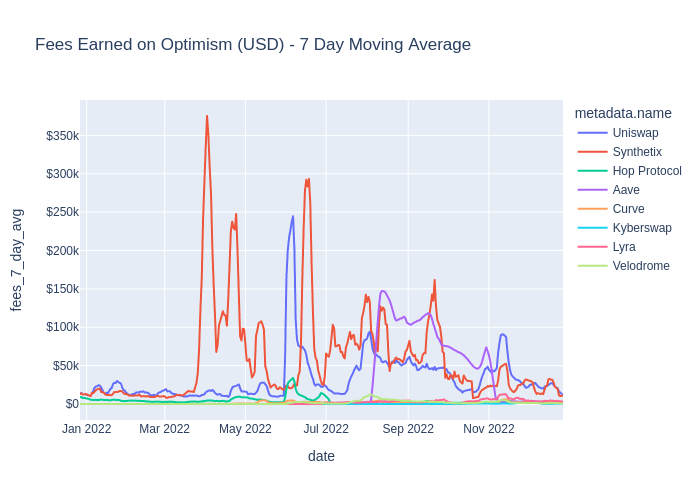 Fees Earned on Optimism (USD) - 7 Day Moving Average
metadata.name
Uniswap
Synthetix
Hop Protocol
Aave
Curve
Kyberswap
Lyra
Velodrome
fees_7_day_avg
$350k
$300k
$250k
$200k
$150k
$100k
$50k
$0
Jan 2022 Mar 2022 May 2022 Jul 2022 Sep 2022 Nov 2022
date